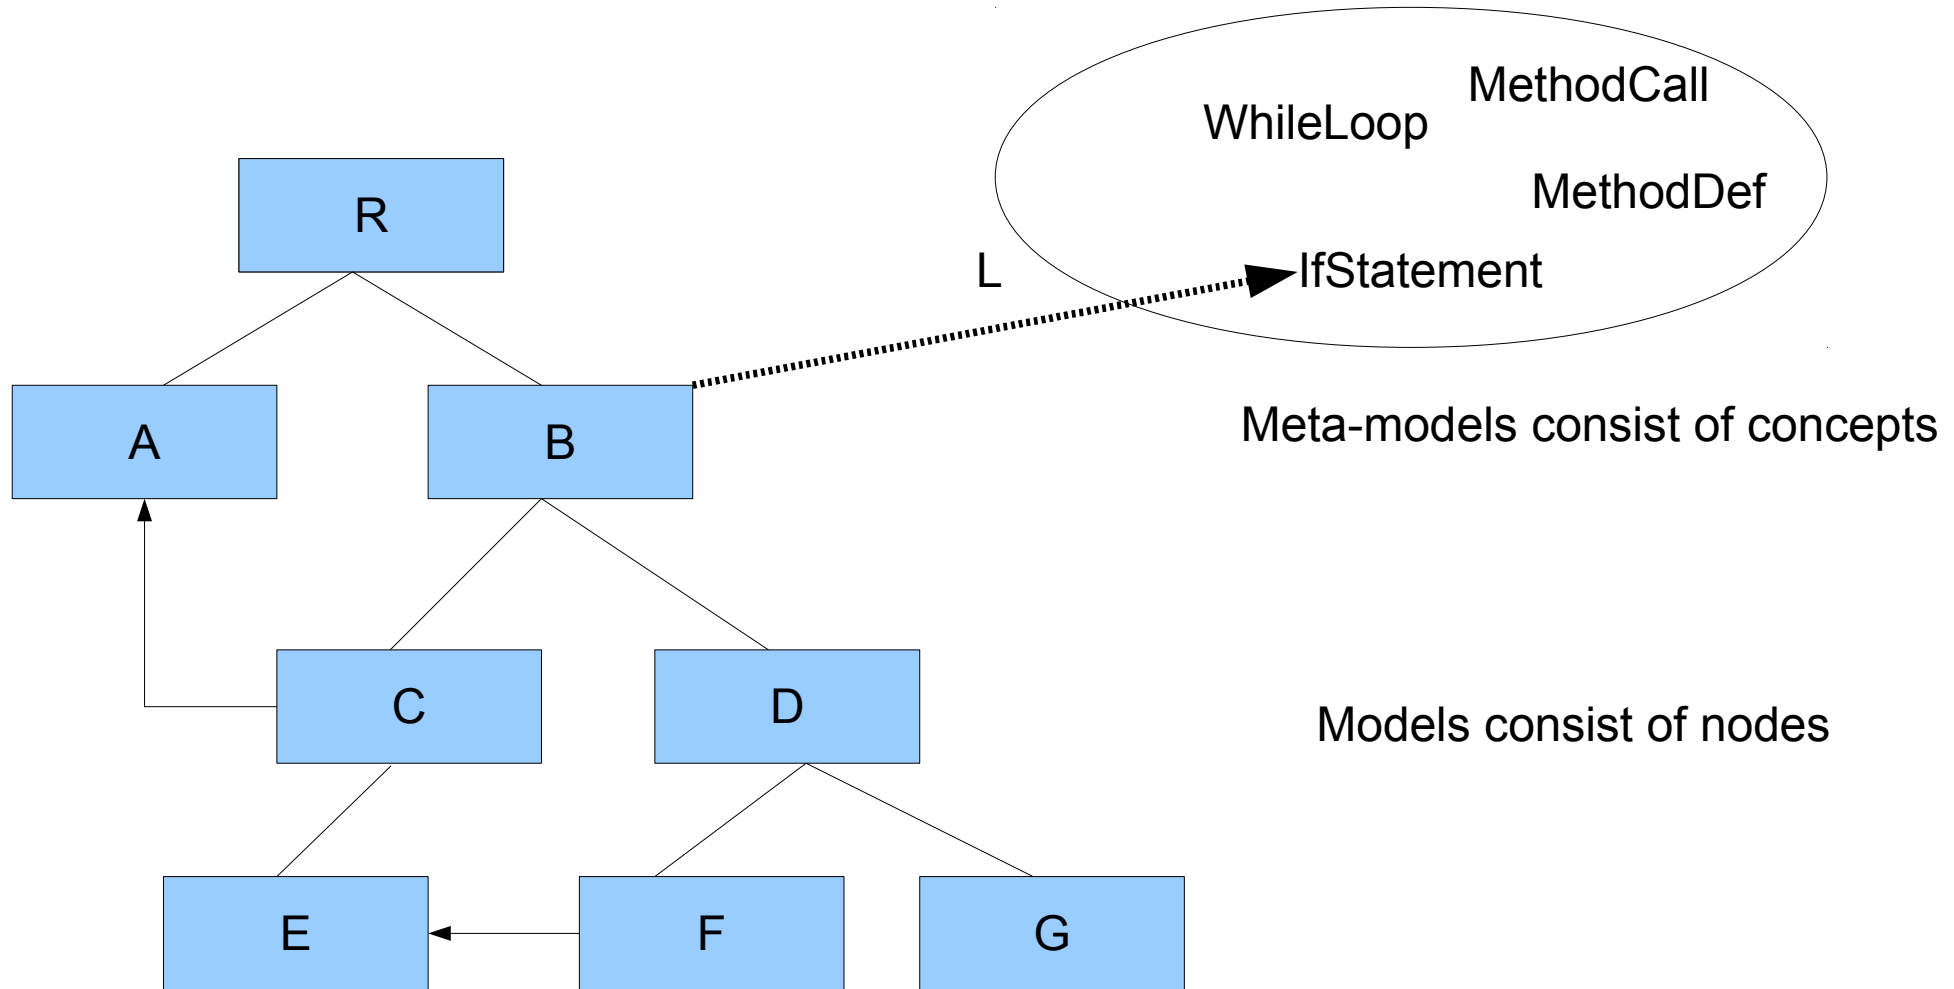 MethodCall
WhileLoop
MethodDef
R
L
IfStatement
A
B
Meta-models consist of concepts
C
D
Models consist of nodes
E
F
G